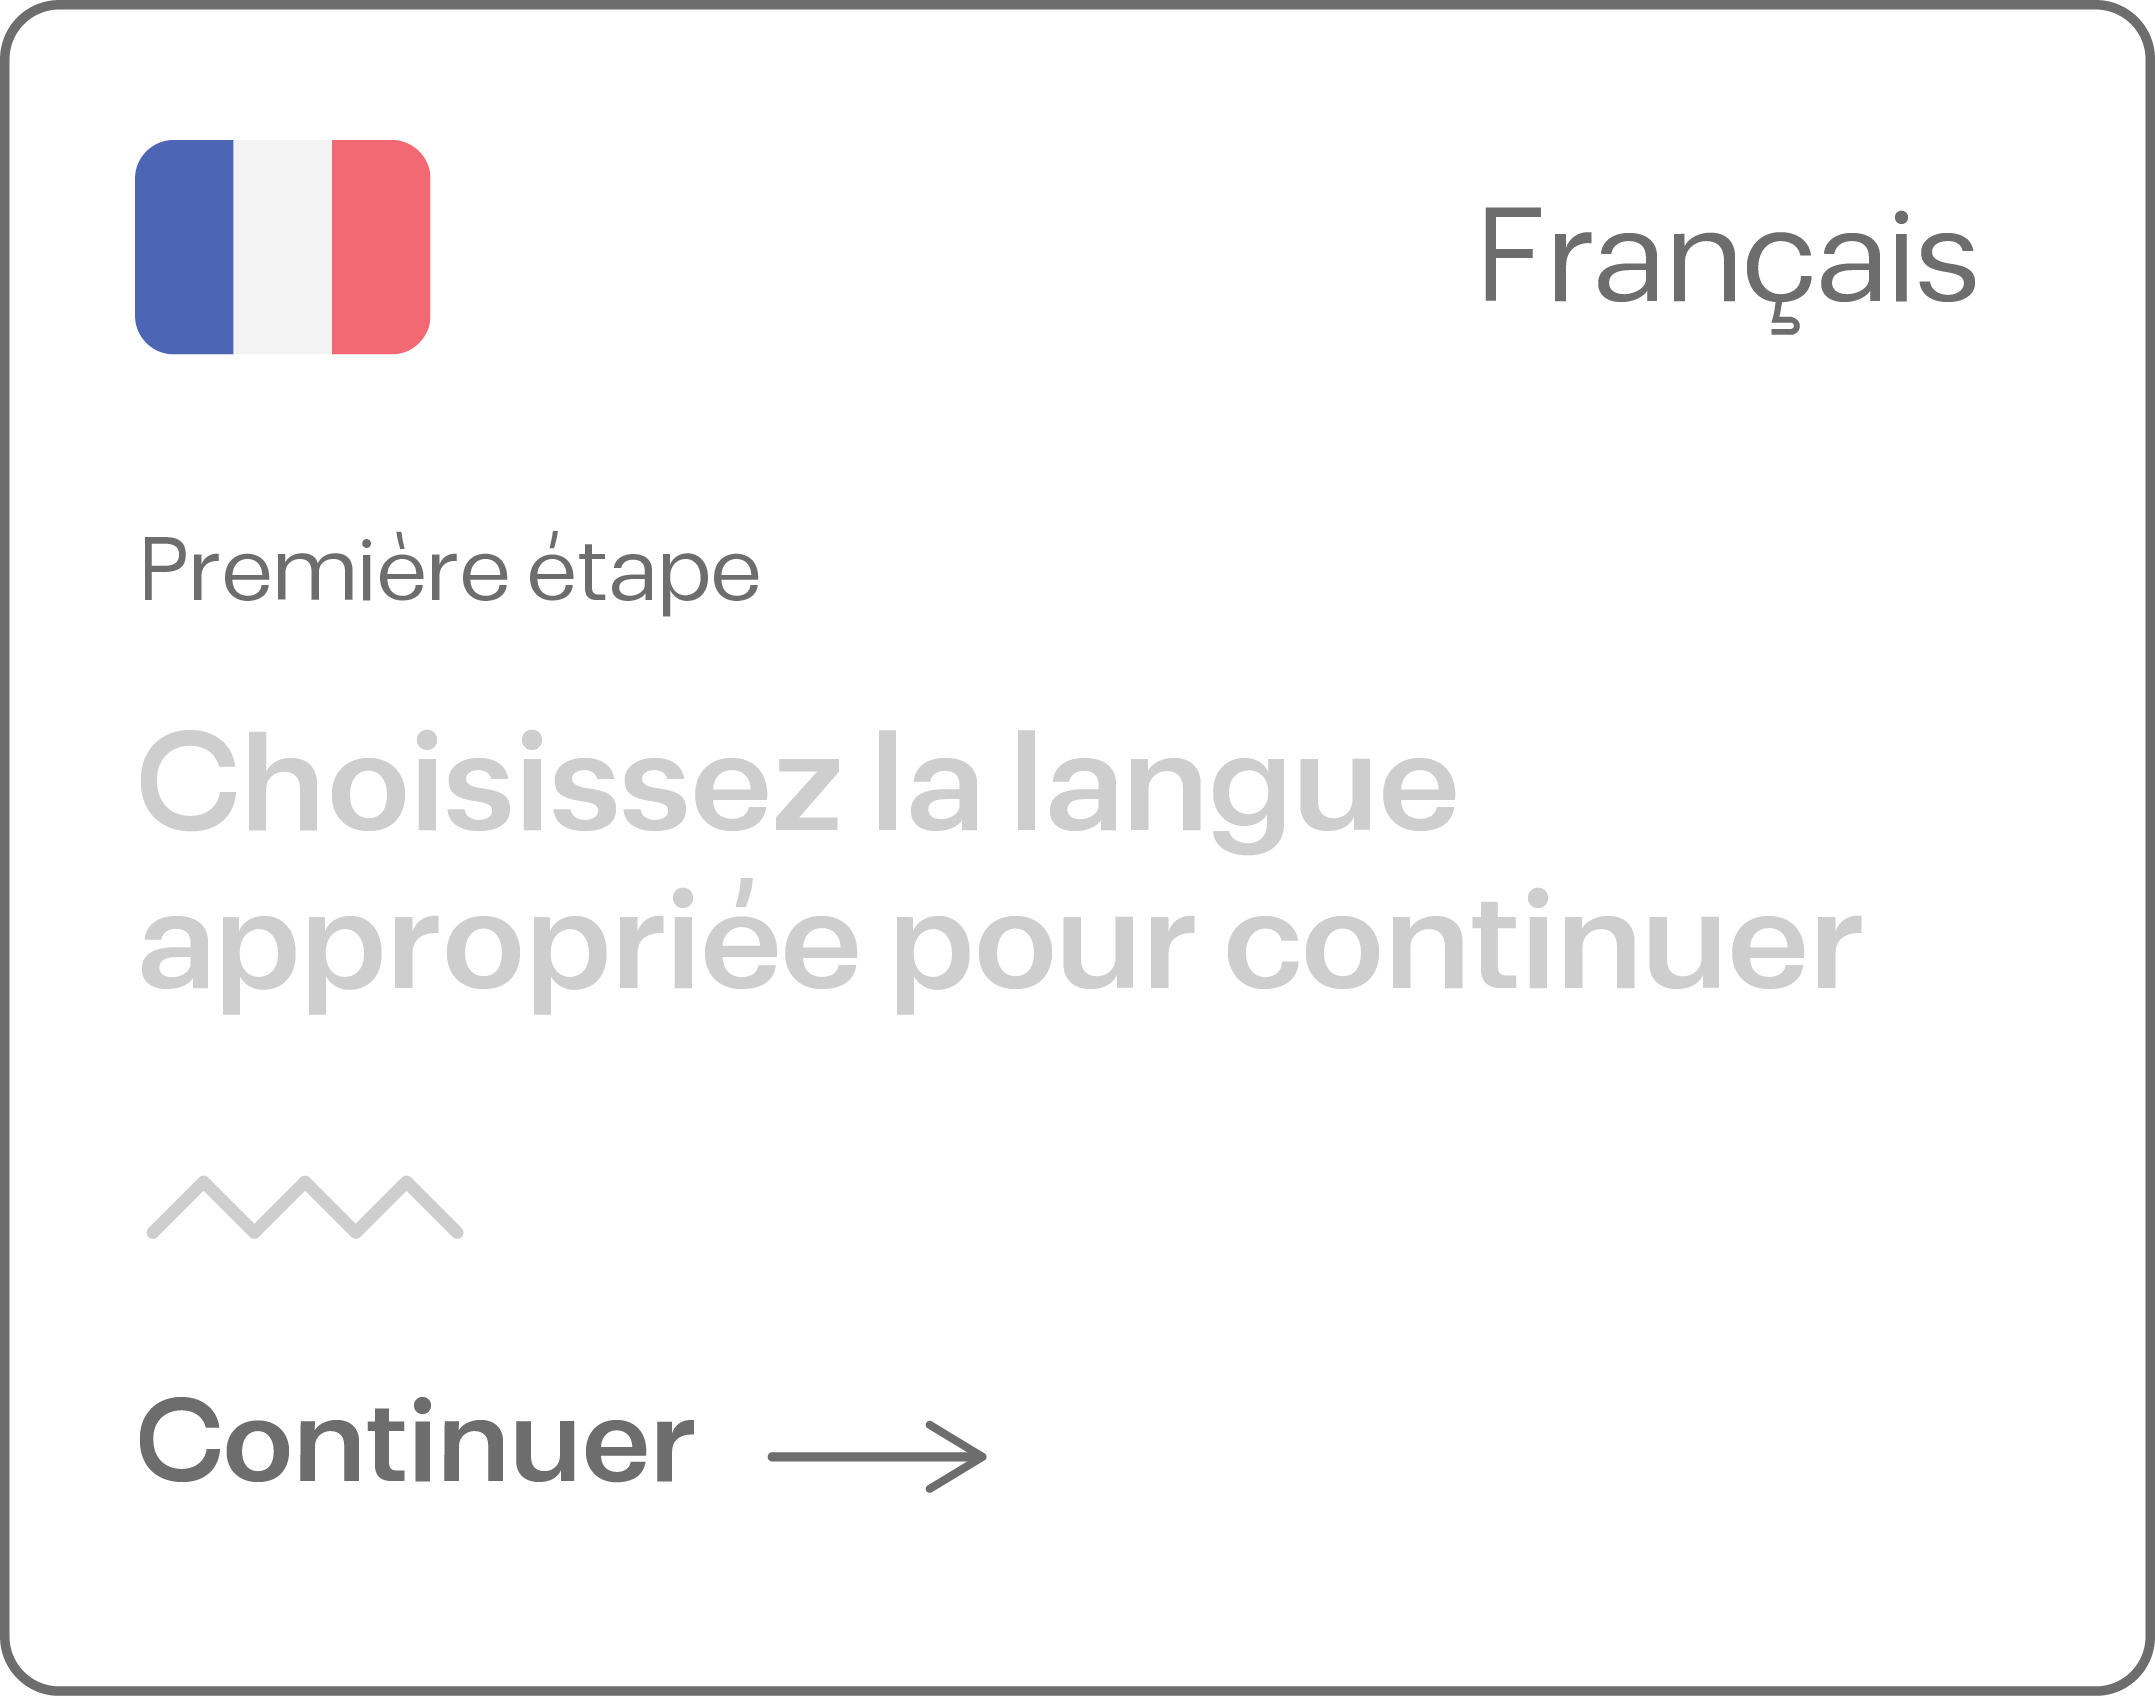 Français
Première étape
Choisissez la langue
appropriée pour continuer
Continuer